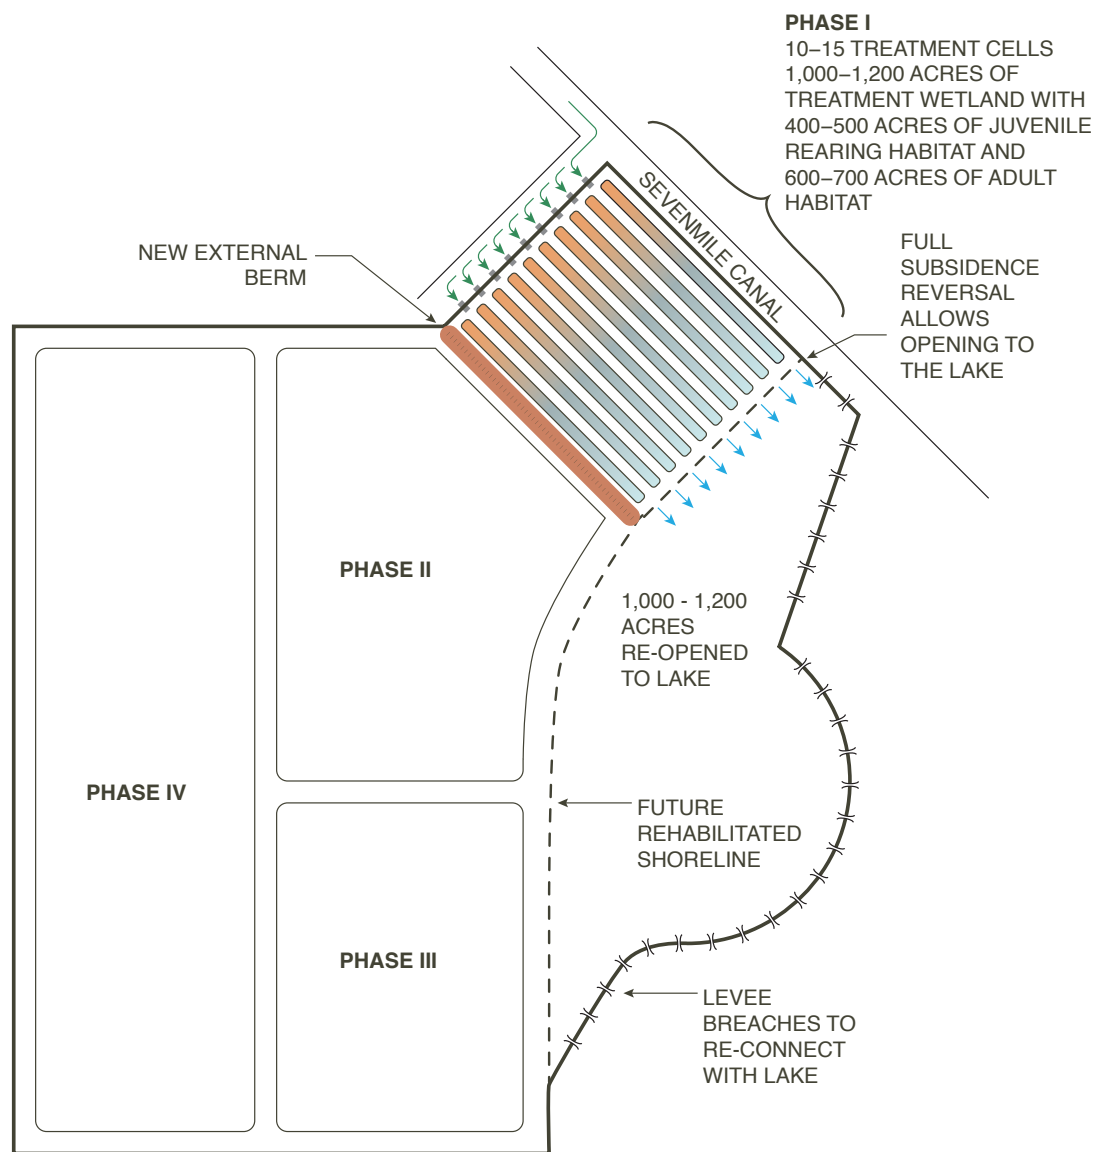 PHASE I
10–15 TREATMENT CELLS
1,000–1,200 ACRES OF
TREATMENT WETLAND WITH
400–500 ACRES OF JUVENILE
REARING HABITAT AND
600–700 ACRES OF ADULT
HABITAT
SEVENMILE CANAL
NEW EXTERNAL
BERM
FULL
SUBSIDENCE
REVERSAL
ALLOWS
OPENING TO
THE LAKE
PHASE II
1,000 - 1,200
ACRES
RE-OPENED
TO LAKE
PHASE IV
FUTURE
REHABILITATED
SHORELINE
PHASE III
LEVEE
BREACHES TO
RE-CONNECT
WITH LAKE